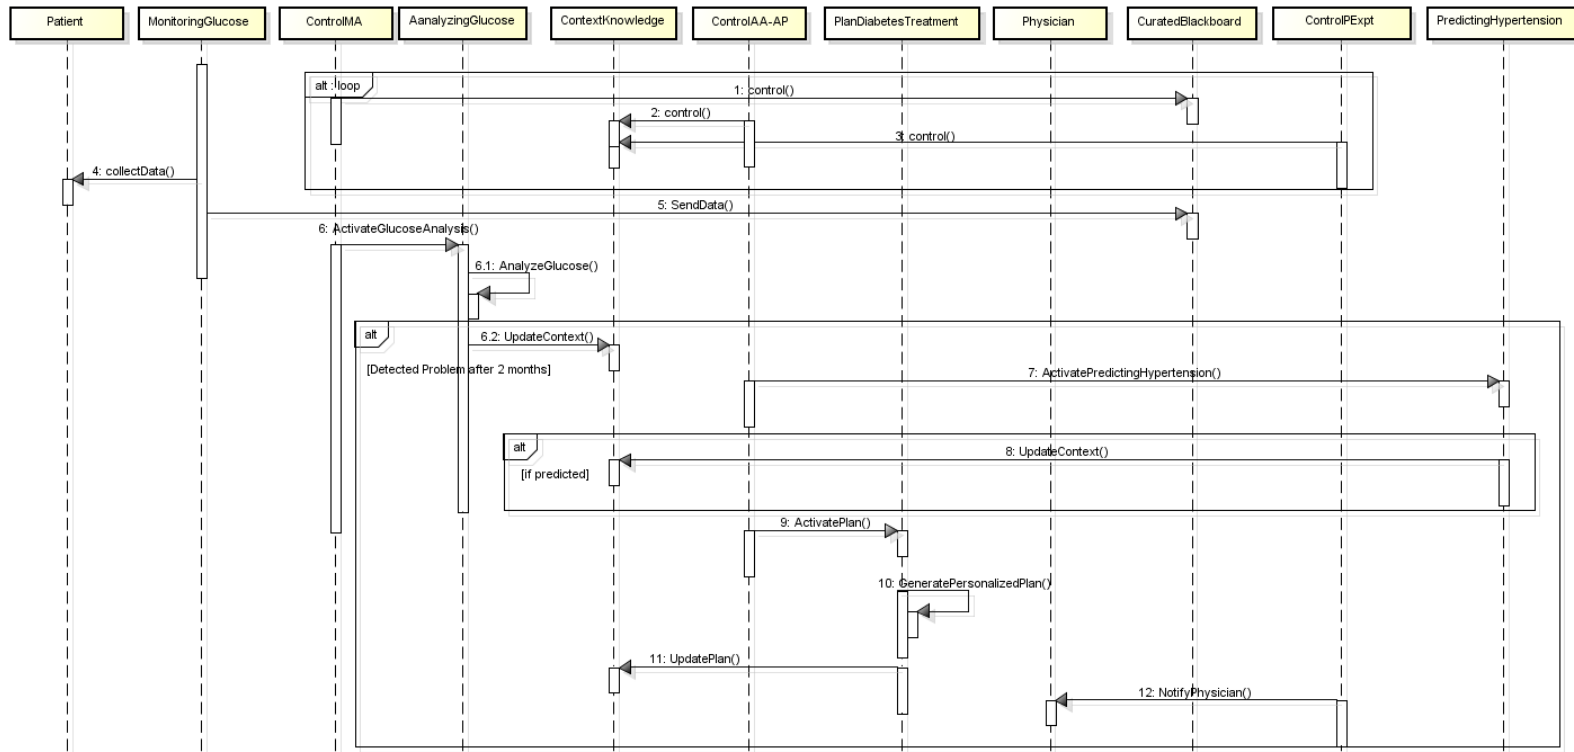 Patient
MonitoringGlucose
ControlMA
AanalyzingGlucose
ContextKnowledge
ControlAA-AP
PlanDiabetesTreatment
Physician
CuratedBlackboard
ControlPExpt
PredictingHypertension
alt : loop
1: control()
2: control()
3: control()
4: collectData()
5: SendData()
6: ActivateGlucoseAnalysis()
6.1: AnalyzeGlucose()
alt
6.2: UpdateContext()
[Detected Problem after 2 months]
7: ActivatePredictingHypertension()
alt
8: UpdateContext()
[if predicted]
9: ActivatePlan()
10: GeneratePersonalizedPlan()
11: UpdatePlan()
12: NotifyPhysician()